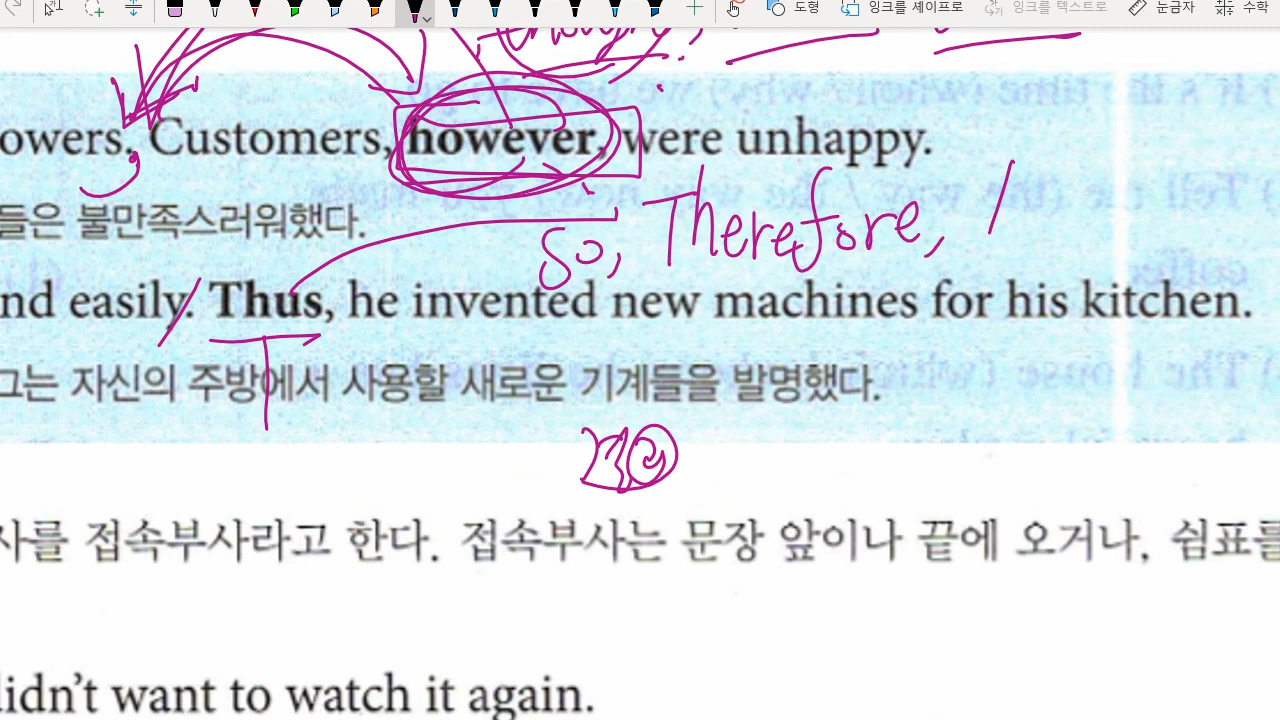 도형 잉크를 셰이프로 잉크를 텍스트로 눈금자 수학
owers. Customers, however, were unhappy.
들은 불만족스러워했다.
so, Therefore, /
nd easily. Thus, he invented new machines for his kitchen.
그는 자신의 주방에서 사용할 새로운 기계들을 발명했다.
사를 접속부사라고 한다. 접속부사는 문장 앞이나 끝에 오거나, 쉼표를
didn't want to watch it again.